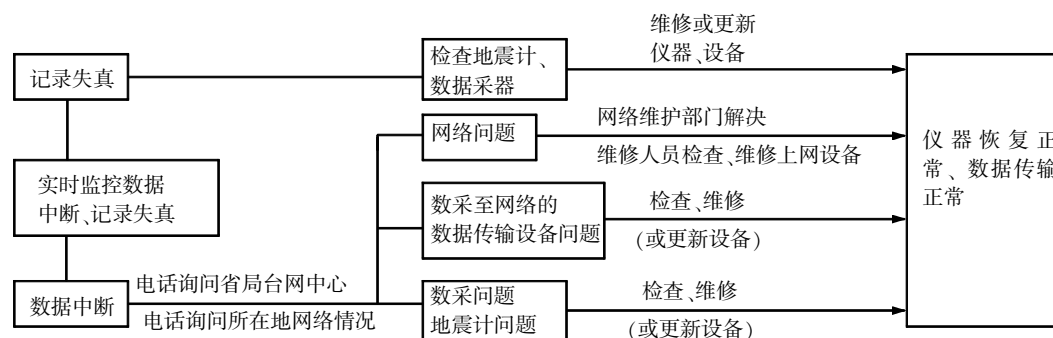 维修或更新
仪器、设备
记录失真
检查地震计、
数据采器
网络问题
网络维护部门解决
维修人员检查、维修上网设备
仪器恢复正
常、数据传输
正常
实时监控数据
中断、记录失真
数采至网络的
数据传输设备问题
检查、维修
(或更新设备)
数据中断
电话询问省局台网中心
电话询问所在地网络情况
数采问题
地震计问题
检查、维修
(或更新设备)